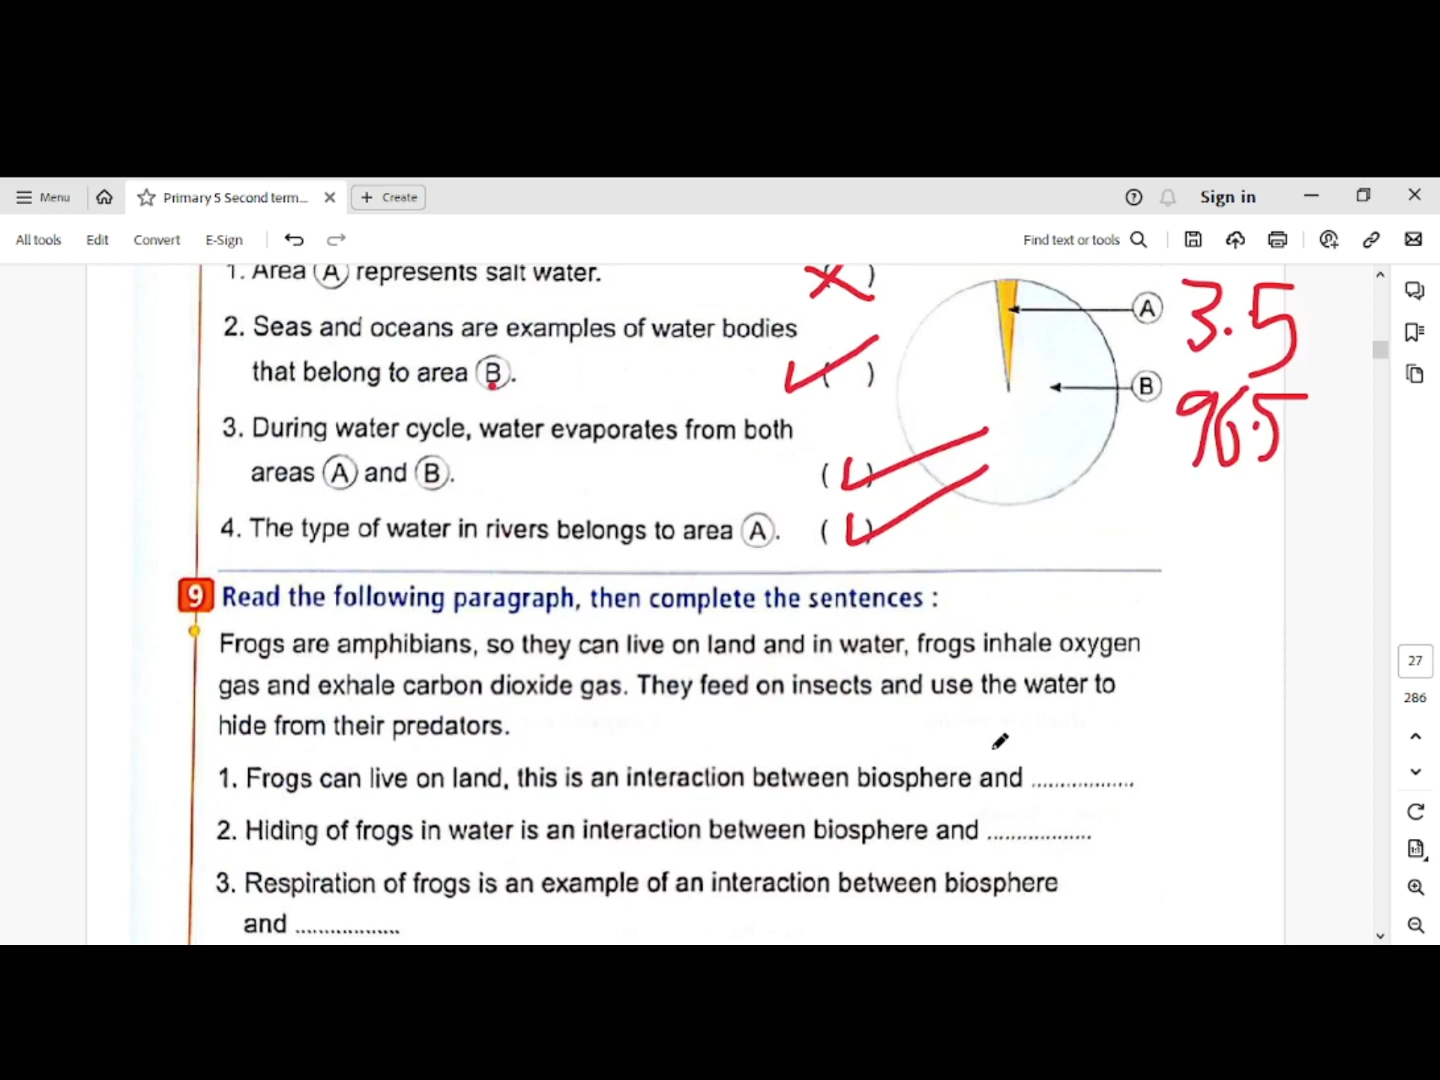 Menu
Primary 5 Second term...
Create
Sign in
All tools
Edit
Convert
E-Sign
Find text or tools
1. Area (A) represents salt water. ( )
2. Seas and oceans are examples of water bodies
that belong to area (B). ( )
3. During water cycle, water evaporates from both
areas (A) and (B). ( )
4. The type of water in rivers belongs to area (A). ( )
A
3.5
B
96.5
9 Read the following paragraph, then complete the sentences :
Frogs are amphibians, so they can live on land and in water, frogs inhale oxygen
gas and exhale carbon dioxide gas. They feed on insects and use the water to
hide from their predators.
1. Frogs can live on land, this is an interaction between biosphere and ..................
2. Hiding of frogs in water is an interaction between biosphere and ..................
3. Respiration of frogs is an example of an interaction between biosphere
and ..................
27
286